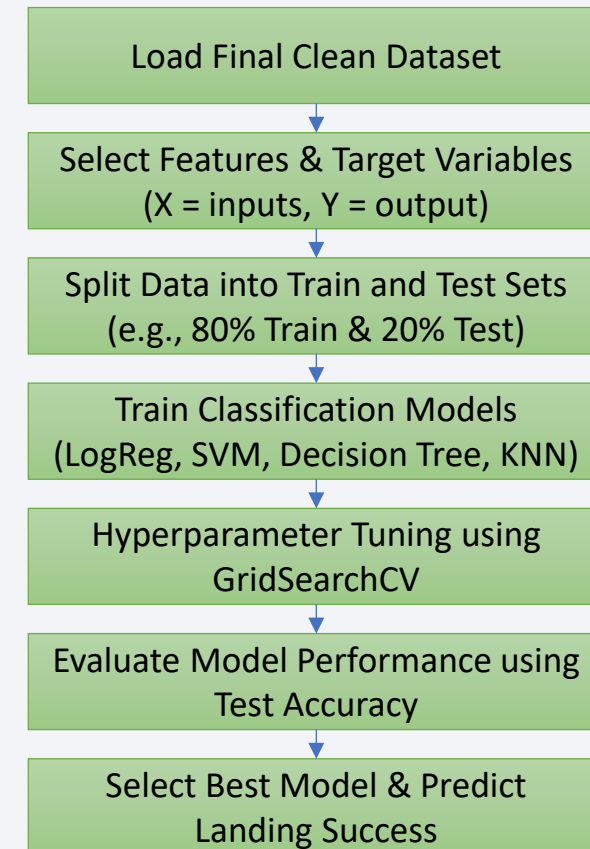 Load Final Clean Dataset
Select Features & Target Variables
(X = inputs, Y = output)
Split Data into Train and Test Sets
(e.g., 80% Train & 20% Test)
Train Classification Models
(LogReg, SVM, Decision Tree, KNN)
Hyperparameter Tuning using
GridSearchCV
Evaluate Model Performance using
Test Accuracy
Select Best Model & Predict
Landing Success